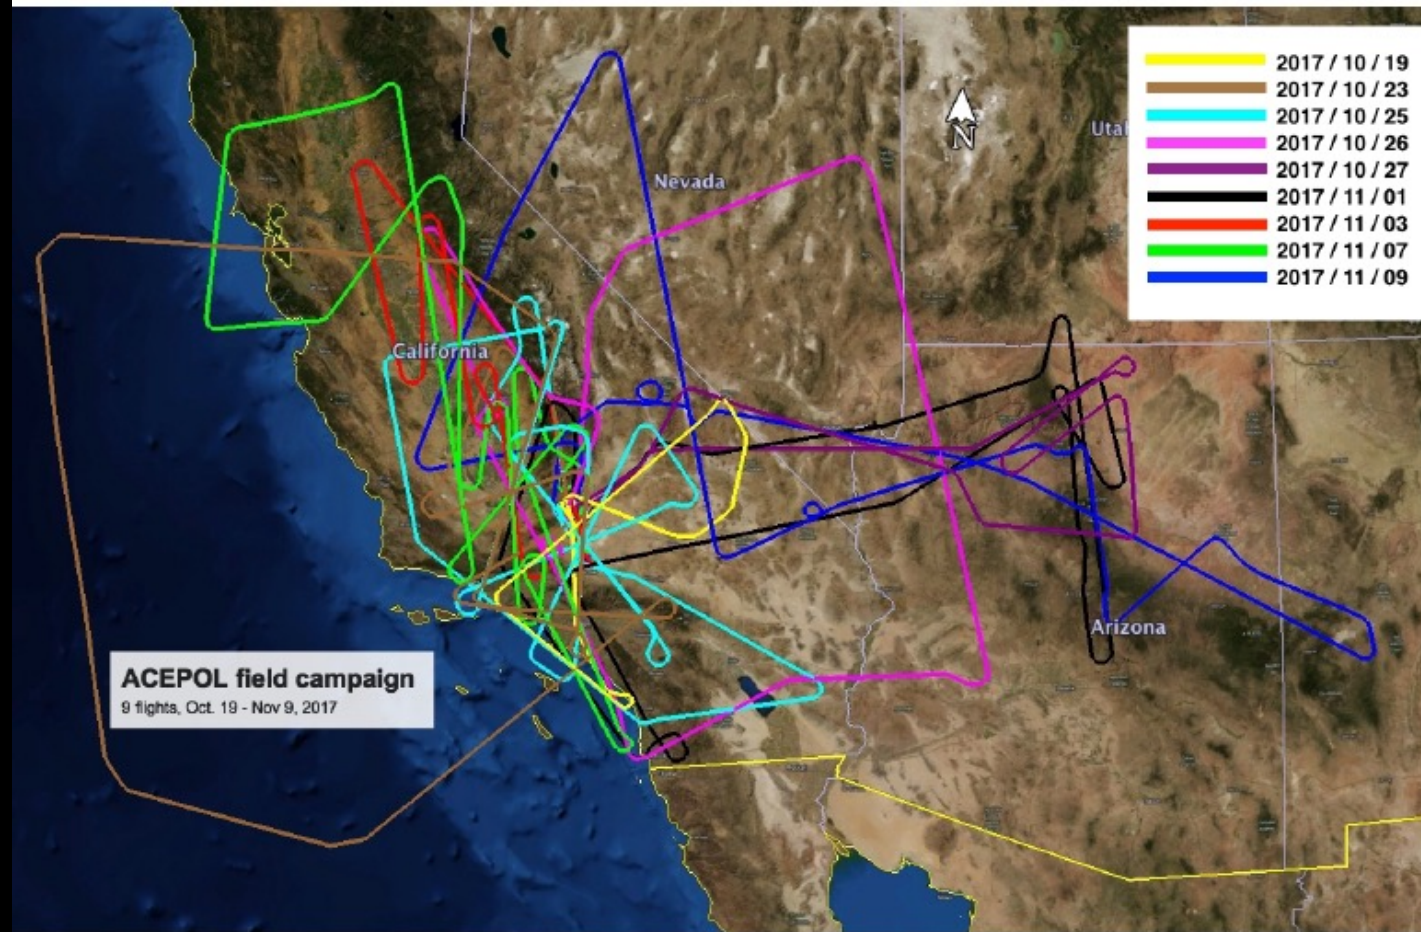 2017 / 10 / 19
2017 / 10 / 23
2017 / 10 / 25
2017 / 10 / 26
2017 / 10 / 27
2017 / 11 / 01
2017 / 11 / 03
2017 / 11 / 07
2017 / 11 / 09
N
Utah
Nevada
California
Arizona
ACEPOL field campaign
9 flights, Oct. 19 - Nov 9, 2017